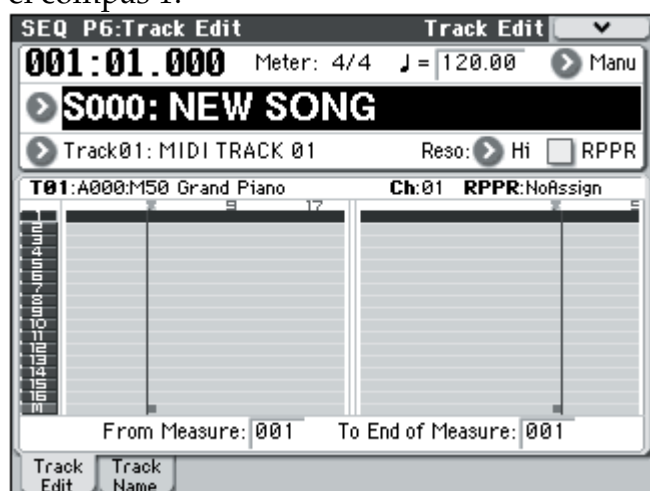 el compás 1.
SEQ P6:Track Edit Track Edit
001:01.000 Meter: 4/4 ♩= 120.00 Manu
S000: NEW SONG
Track01: MIDI TRACK 01 Reso: Hi RPPR
T01:A000:M50 Grand Piano Ch:01 RPPR:NoAssign
9 17
1
2
3
4
5
6
7
8
9
10
11
12
13
14
15
16
M
From Measure: 001 To End of Measure: 001
Track Edit Track Name